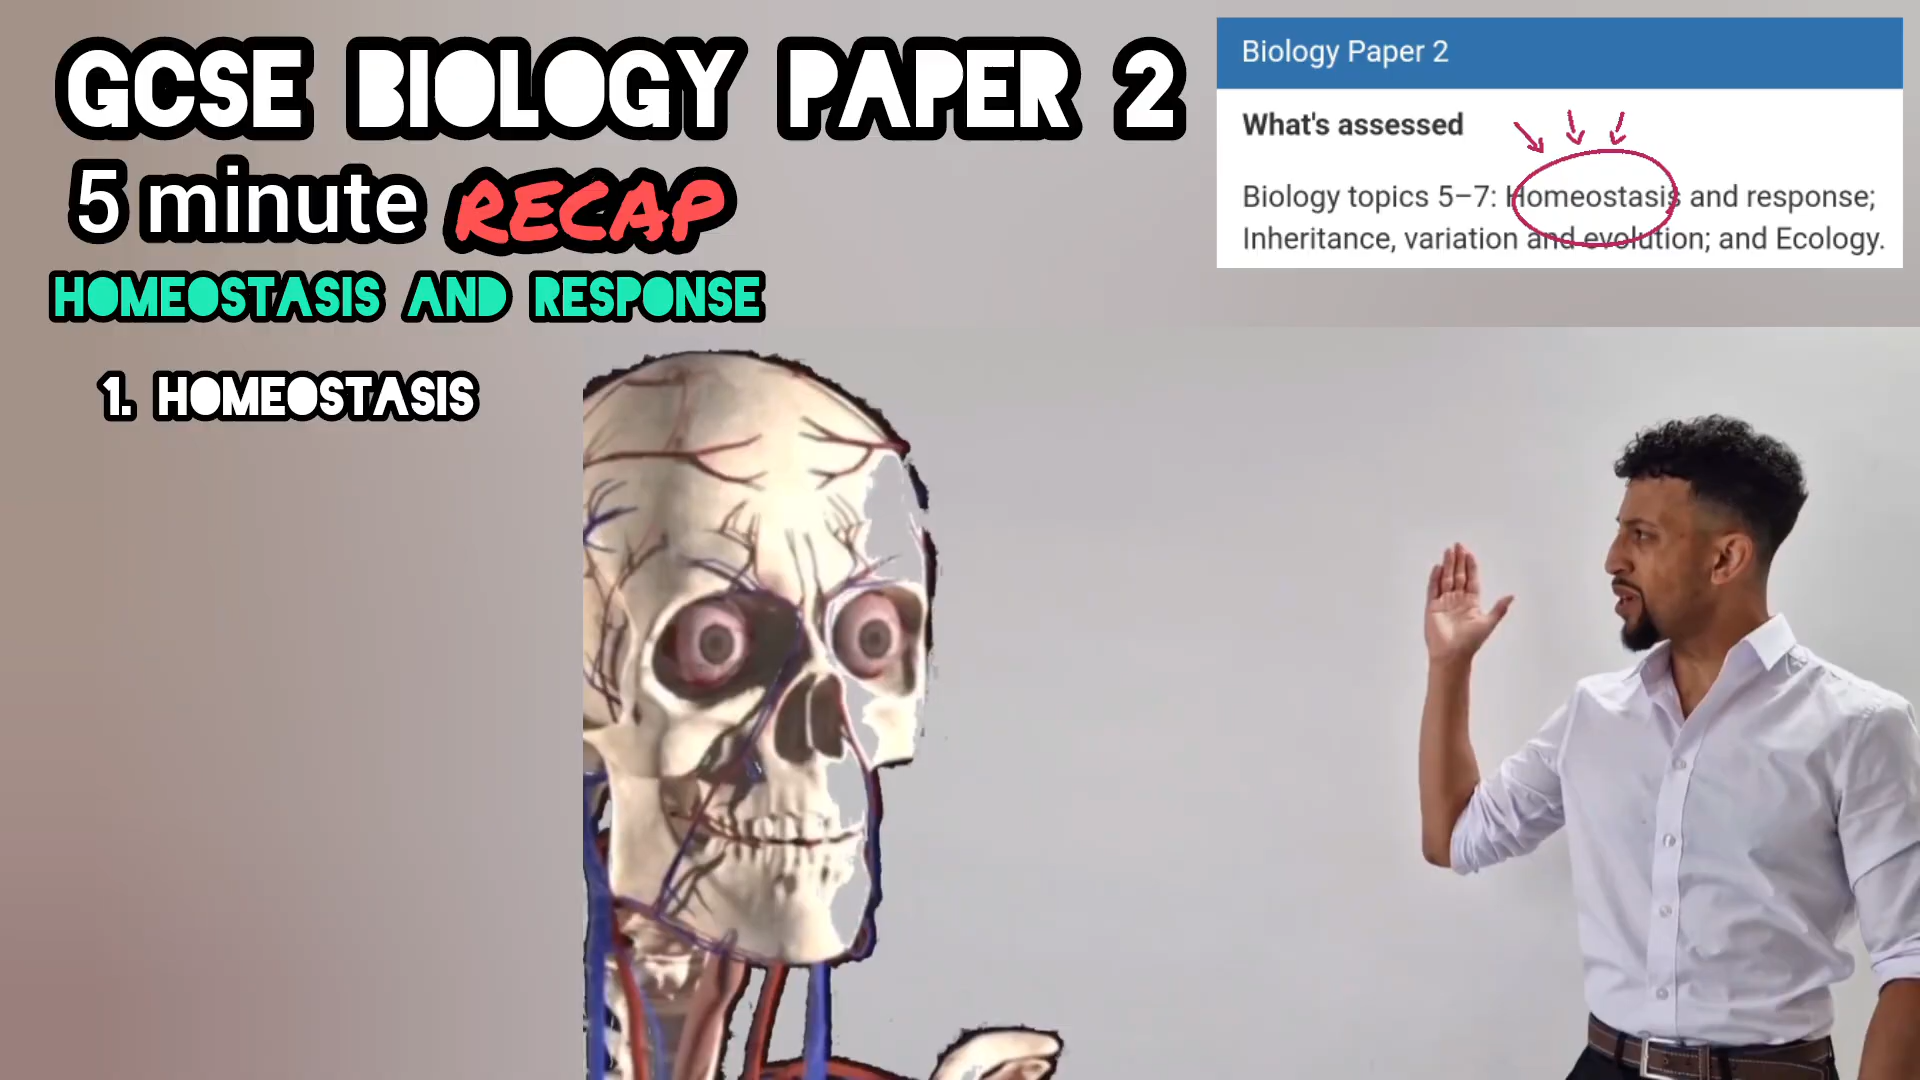 GCSE BIOLOGY PAPER 2
5 minute RECAP
HOMEOSTASIS AND RESPONSE
1. HOMEOSTASIS
Biology Paper 2
What's assessed
Biology topics 5–7: Homeostasis and response;
Inheritance, variation and evolution; and Ecology.